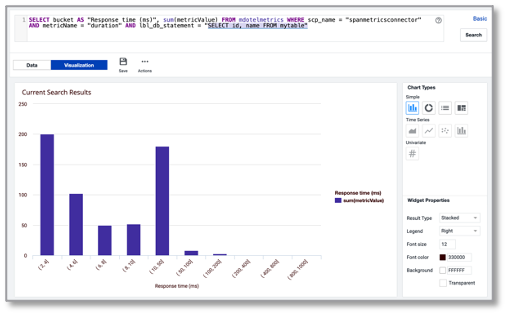 1 SELECT bucket AS "Response time (ms)", sum(metricValue) FROM mdotelmetrics WHERE scp_name = "spanmetricsconnector"
AND metricName = "duration" AND lbl_db_statement = "SELECT id, name FROM mytable"
Basic
Search
Data
Visualization
Save
Actions
Current Search Results
250
200
150
100
50
0
(2, 4]
(4, 6]
(6, 8]
(8, 10]
(10, 50]
(50, 100]
(100, 200]
(200, 400]
(400, 800]
(800, 1000]
Response time (ms)
Response time (ms)
sum(metricValue)
Chart Types
Simple
Time Series
Univariate
#
Widget Properties
Result Type Stacked
Legend Right
Font size 12
Font color 330000
Background FFFFFF
Transparent